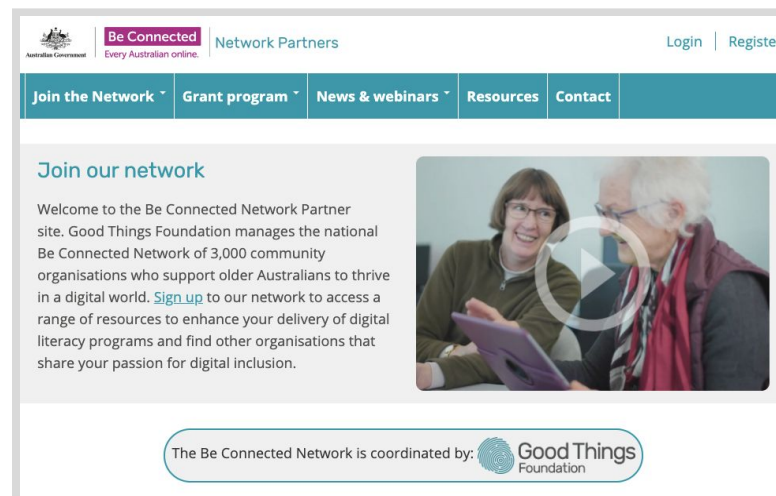 Australian Government
Be Connected
Every Australian online.
Network Partners
Login
Registe
Join the Network
Grant program
News & webinars
Resources
Contact
Join our network
Welcome to the Be Connected Network Partner
site. Good Things Foundation manages the national
Be Connected Network of 3,000 community
organisations who support older Australians to thrive
in a digital world. Sign up to our network to access a
range of resources to enhance your delivery of digital
literacy programs and find other organisations that
share your passion for digital inclusion.
The Be Connected Network is coordinated by:
Good Things
Foundation